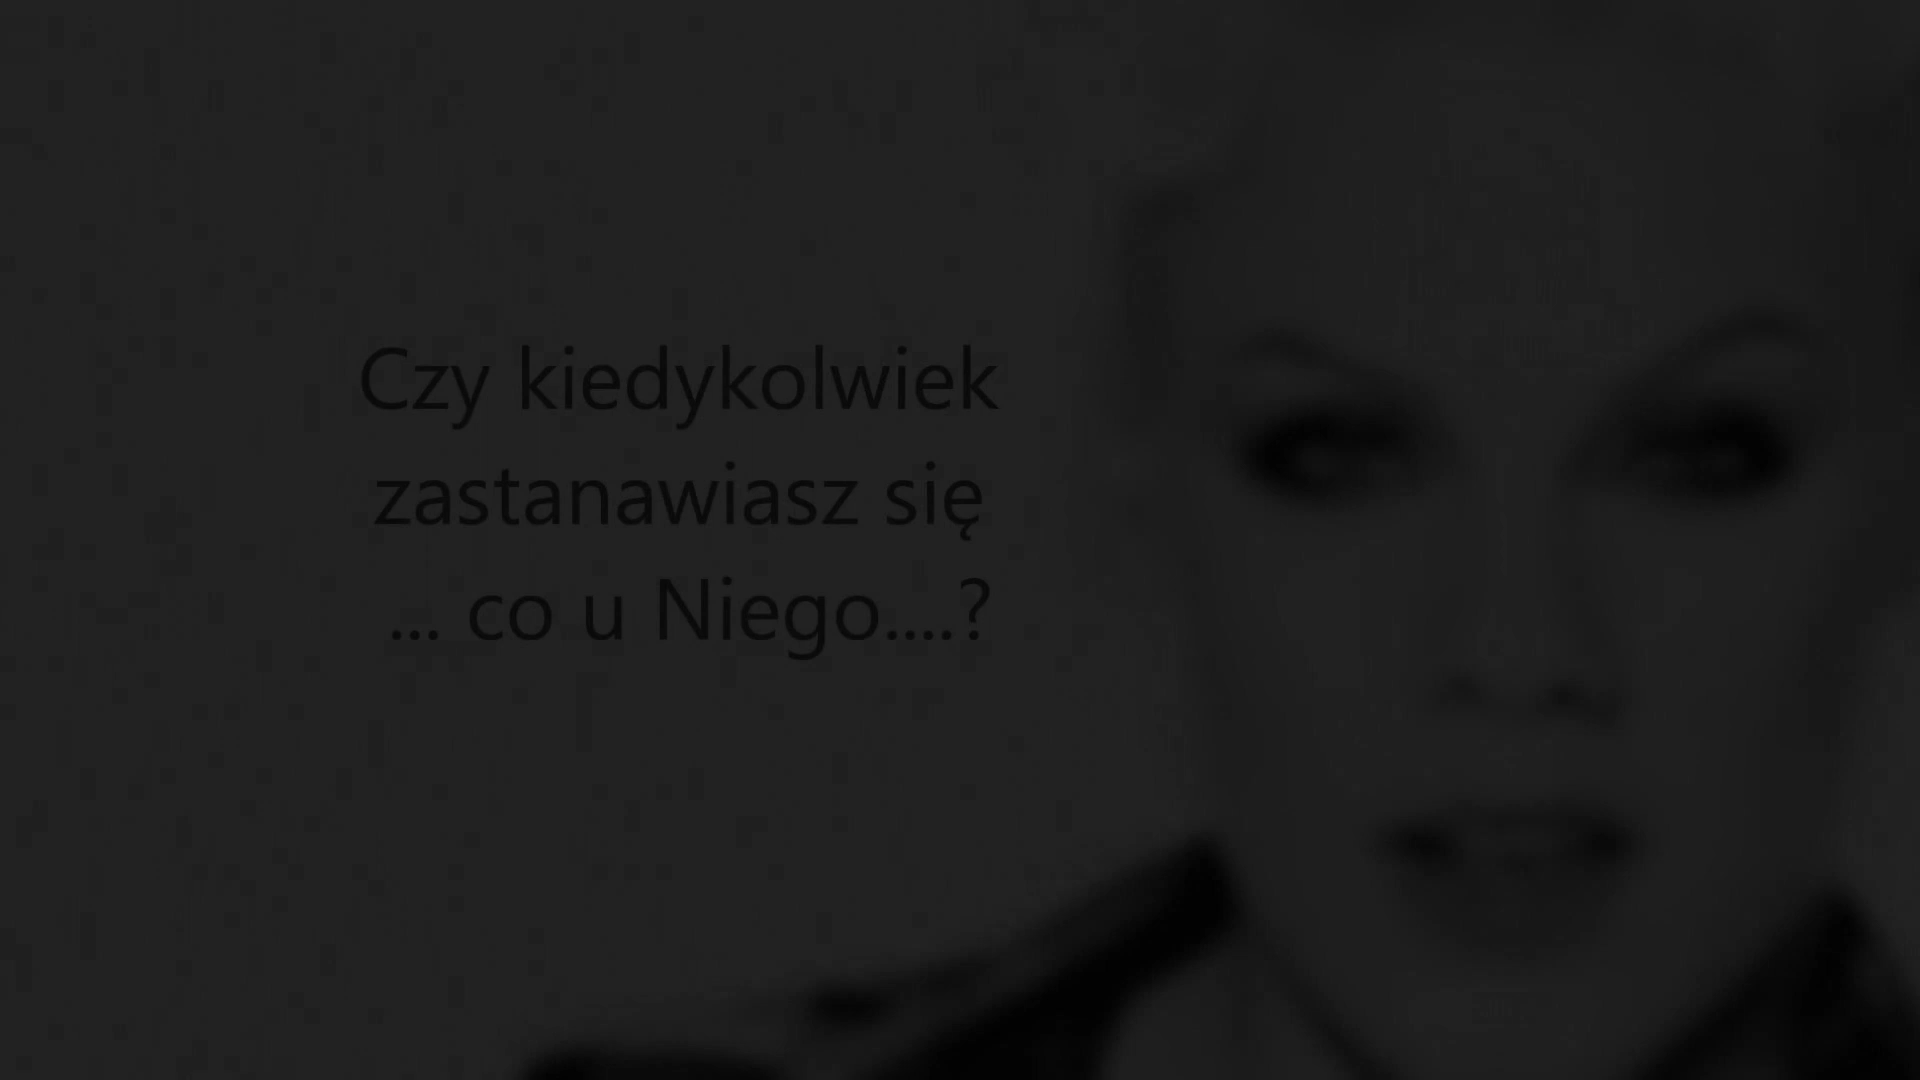 Czy kiedykolwiek
zastanawiasz się
... co u Niego....?